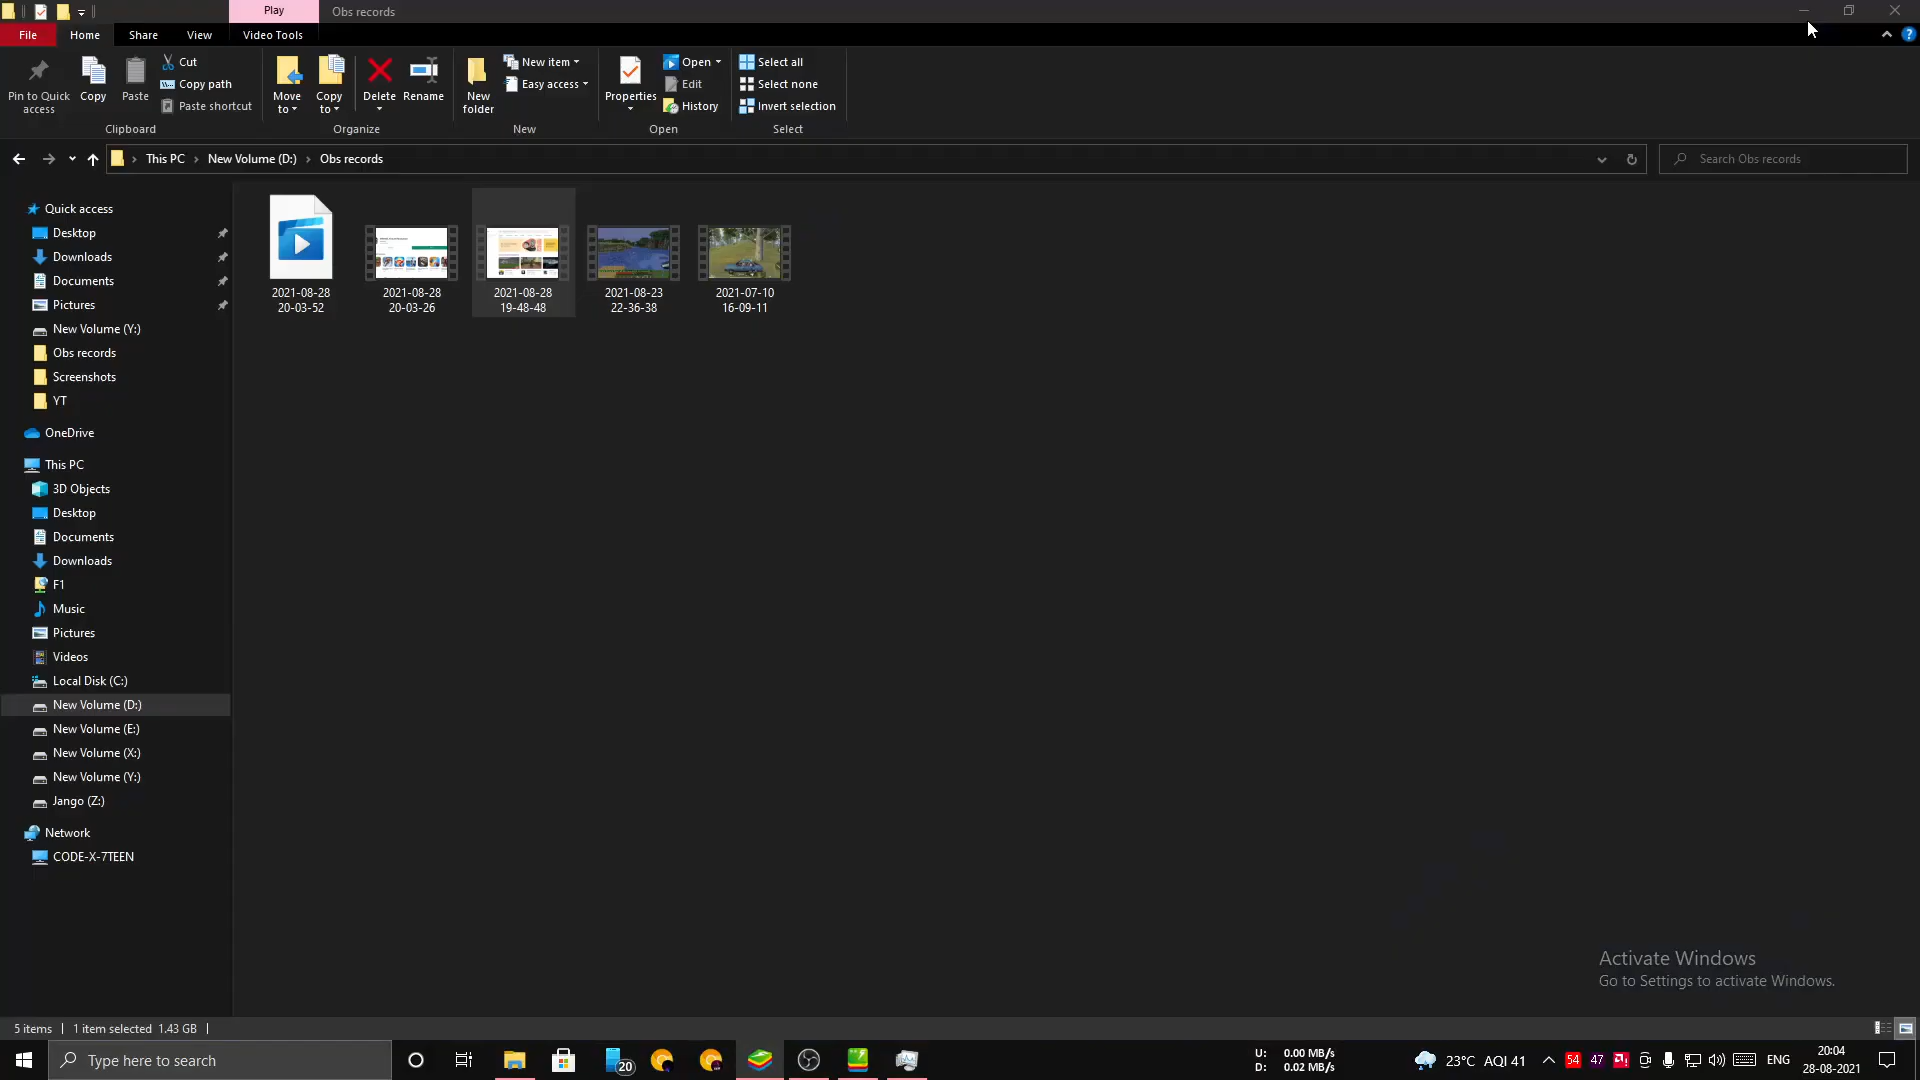 Play
Obs records
File
Home
Share
View
Video Tools
Pin to Quick
access
Copy
Paste
Cut
Copy path
Paste shortcut
Clipboard
Move
to
Copy
to
Delete
Rename
Organize
New
folder
New item
Easy access
New
Properties
Open
Edit
History
Open
Select all
Select none
Invert selection
Select
This PC
New Volume (D:)
Obs records
Search Obs records
Quick access
Desktop
Downloads
Documents
Pictures
New Volume (Y:)
Obs records
Screenshots
YT
OneDrive
This PC
3D Objects
Desktop
Documents
Downloads
F1
Music
Pictures
Videos
Local Disk (C:)
New Volume (D:)
New Volume (E:)
New Volume (X:)
New Volume (Y:)
Jango (Z:)
Network
CODE-X-7TEEN
2021-08-28
20-03-52
2021-08-28
20-03-26
2021-08-28
19-48-48
2021-08-23
22-36-38
2021-07-10
16-09-11
Activate Windows
Go to Settings to activate Windows.
5 items
1 item selected 1.43 GB
Type here to search
20
U: 0.00 MB/s
D: 0.02 MB/s
23°C AQI 41
54
47
ENG
20:04
28-08-2021